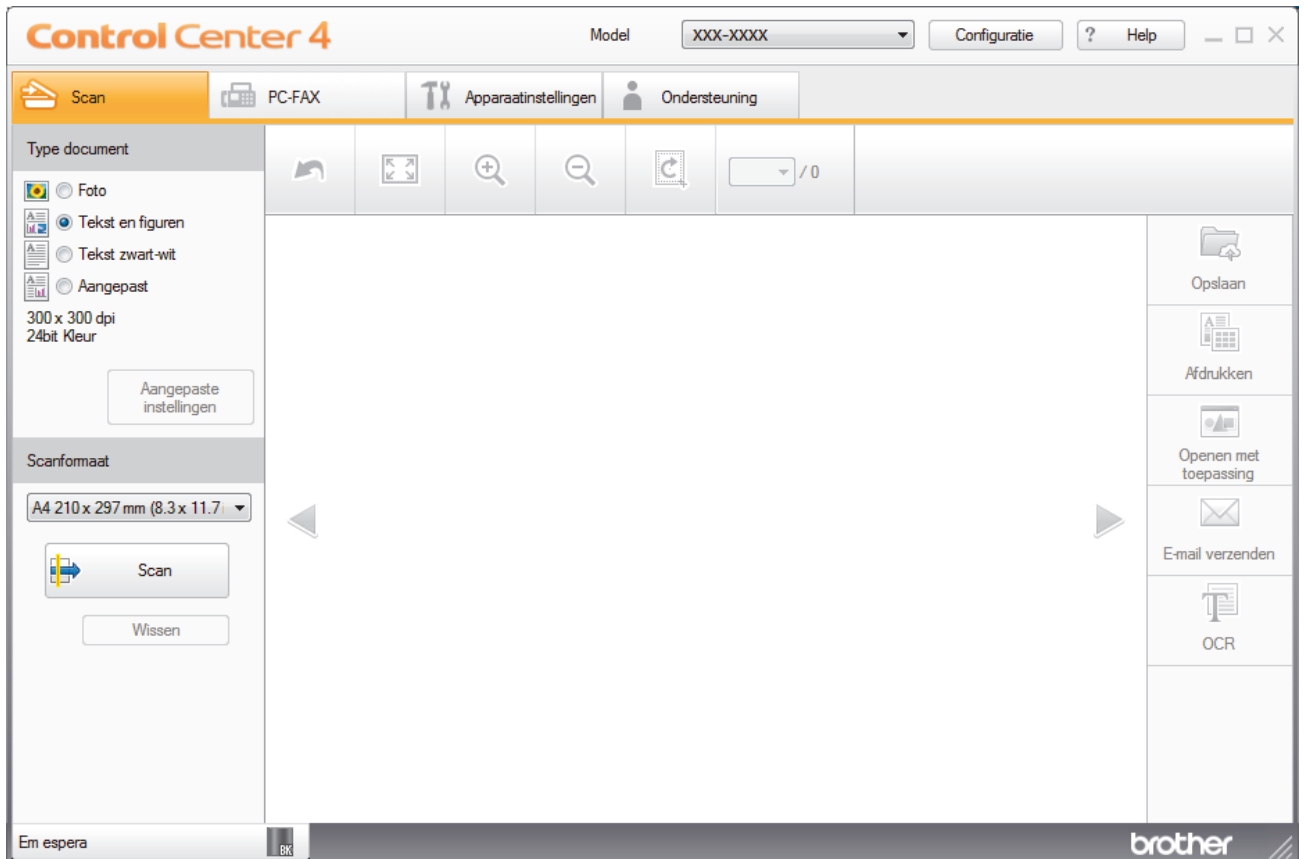 Control Center 4
Model
XXX-XXXX
Configuratie
? Help
Scan
PC-FAX
Apparaatinstellingen
Ondersteuning
Type document
Foto
Tekst en figuren
Tekst zwart-wit
Aangepast
300 x 300 dpi
24bit Kleur
Aangepaste
instellingen
Scanformaat
A4 210 x 297 mm (8.3 x 11.7
Scan
Wissen
/ 0
Opslaan
Afdrukken
Openen met
toepassing
E-mail verzenden
OCR
Em espera
BK
brother